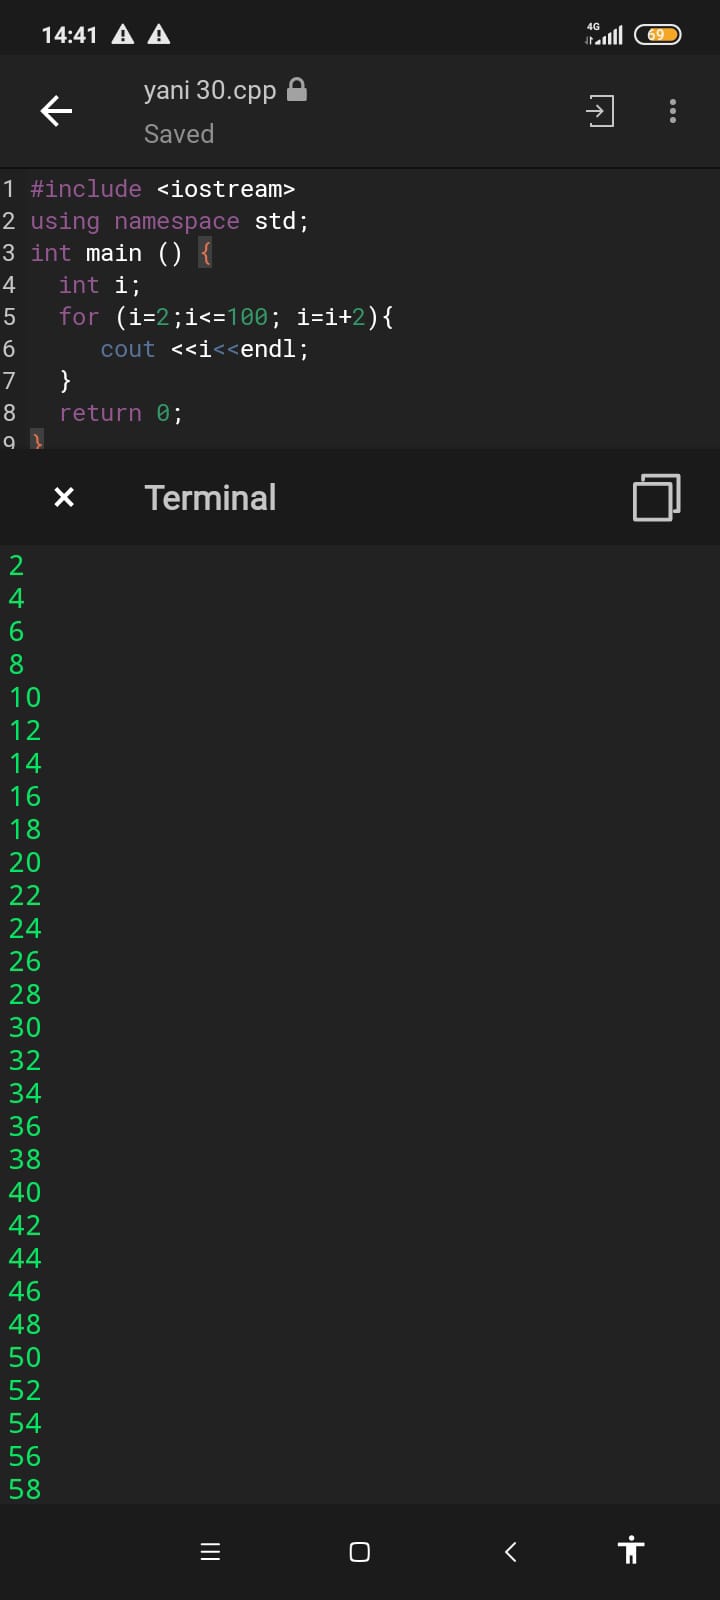 14:41 4G 69
yani 30.cpp
Saved
1 #include <iostream>
2 using namespace std;
3 int main () {
4 int i;
5 for (i=2;i<=100; i=i+2){
6 cout <<i<<endl;
7 }
8 return 0;
9 }
× Terminal
2
4
6
8
10
12
14
16
18
20
22
24
26
28
30
32
34
36
38
40
42
44
46
48
50
52
54
56
58